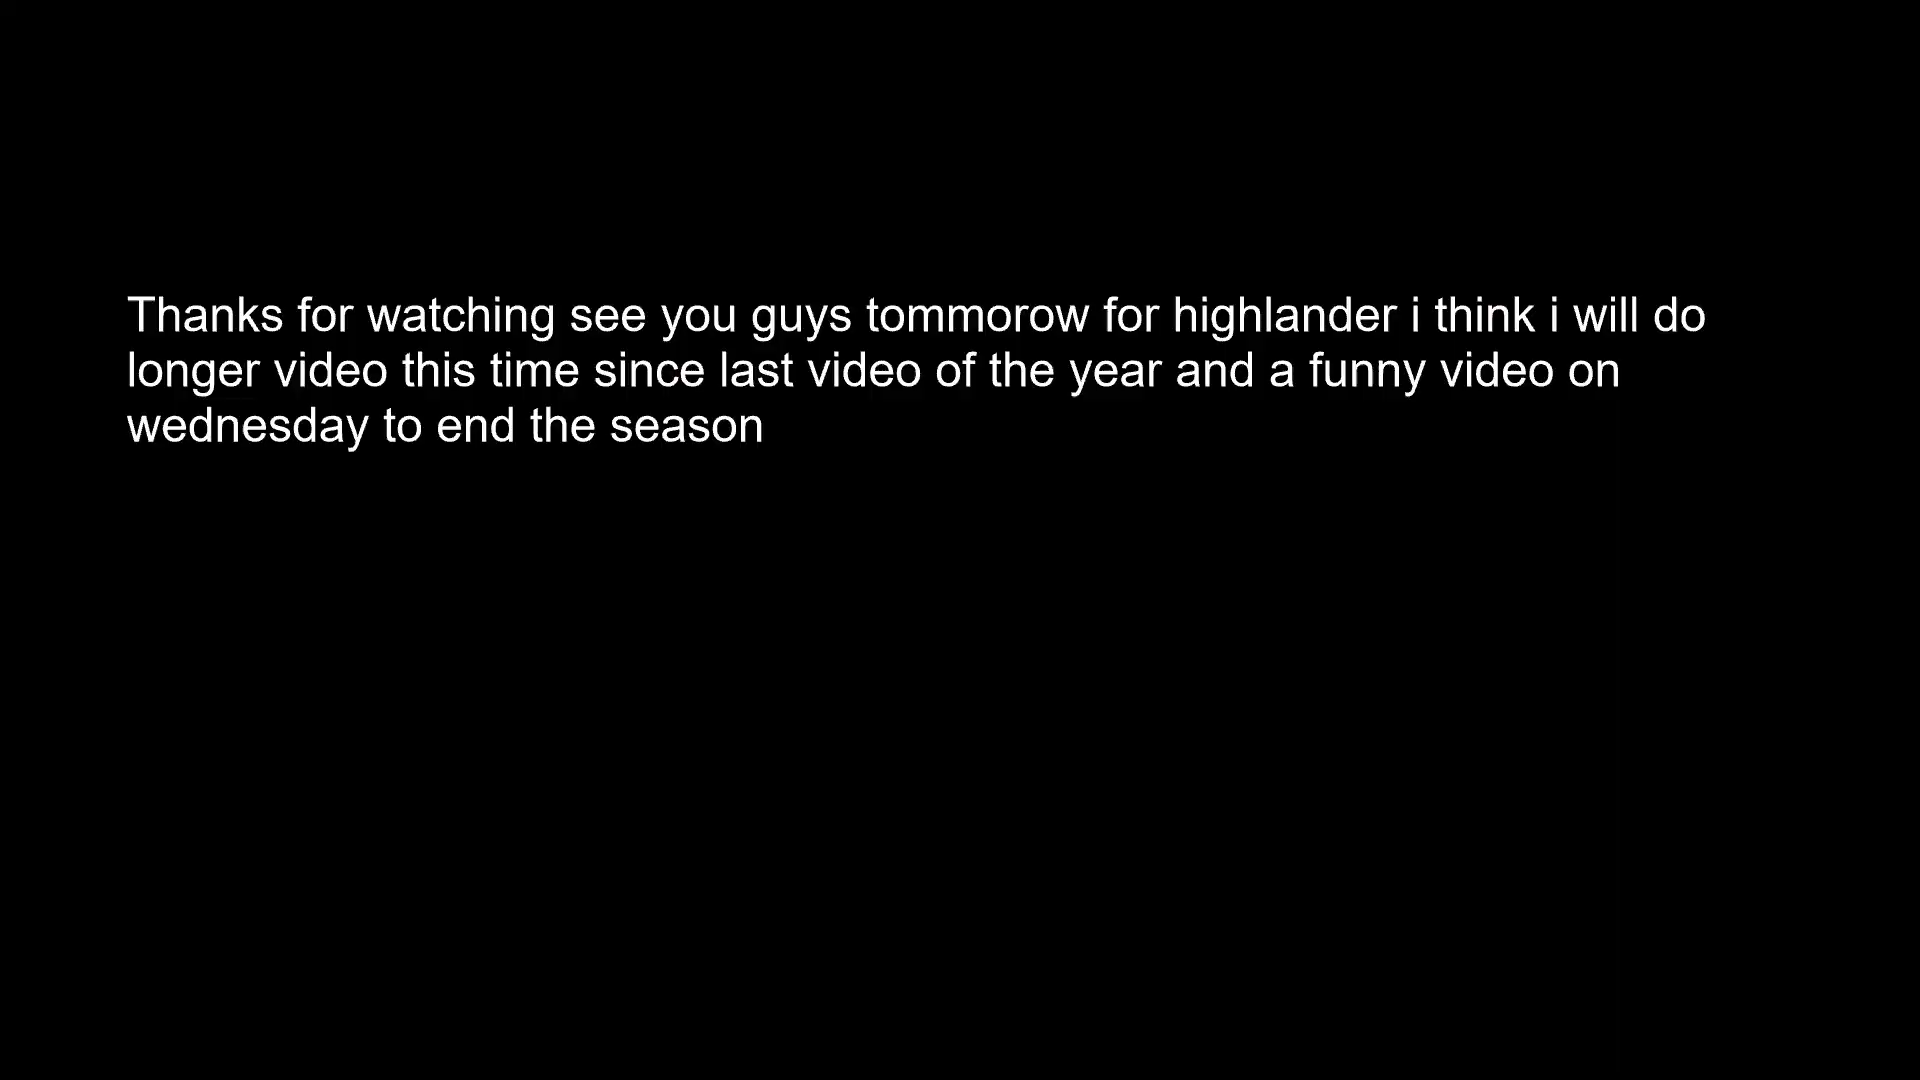 Thanks for watching see you guys tommorow for highlander i think i will do
longer video this time since last video of the year and a funny video on
wednesday to end the season